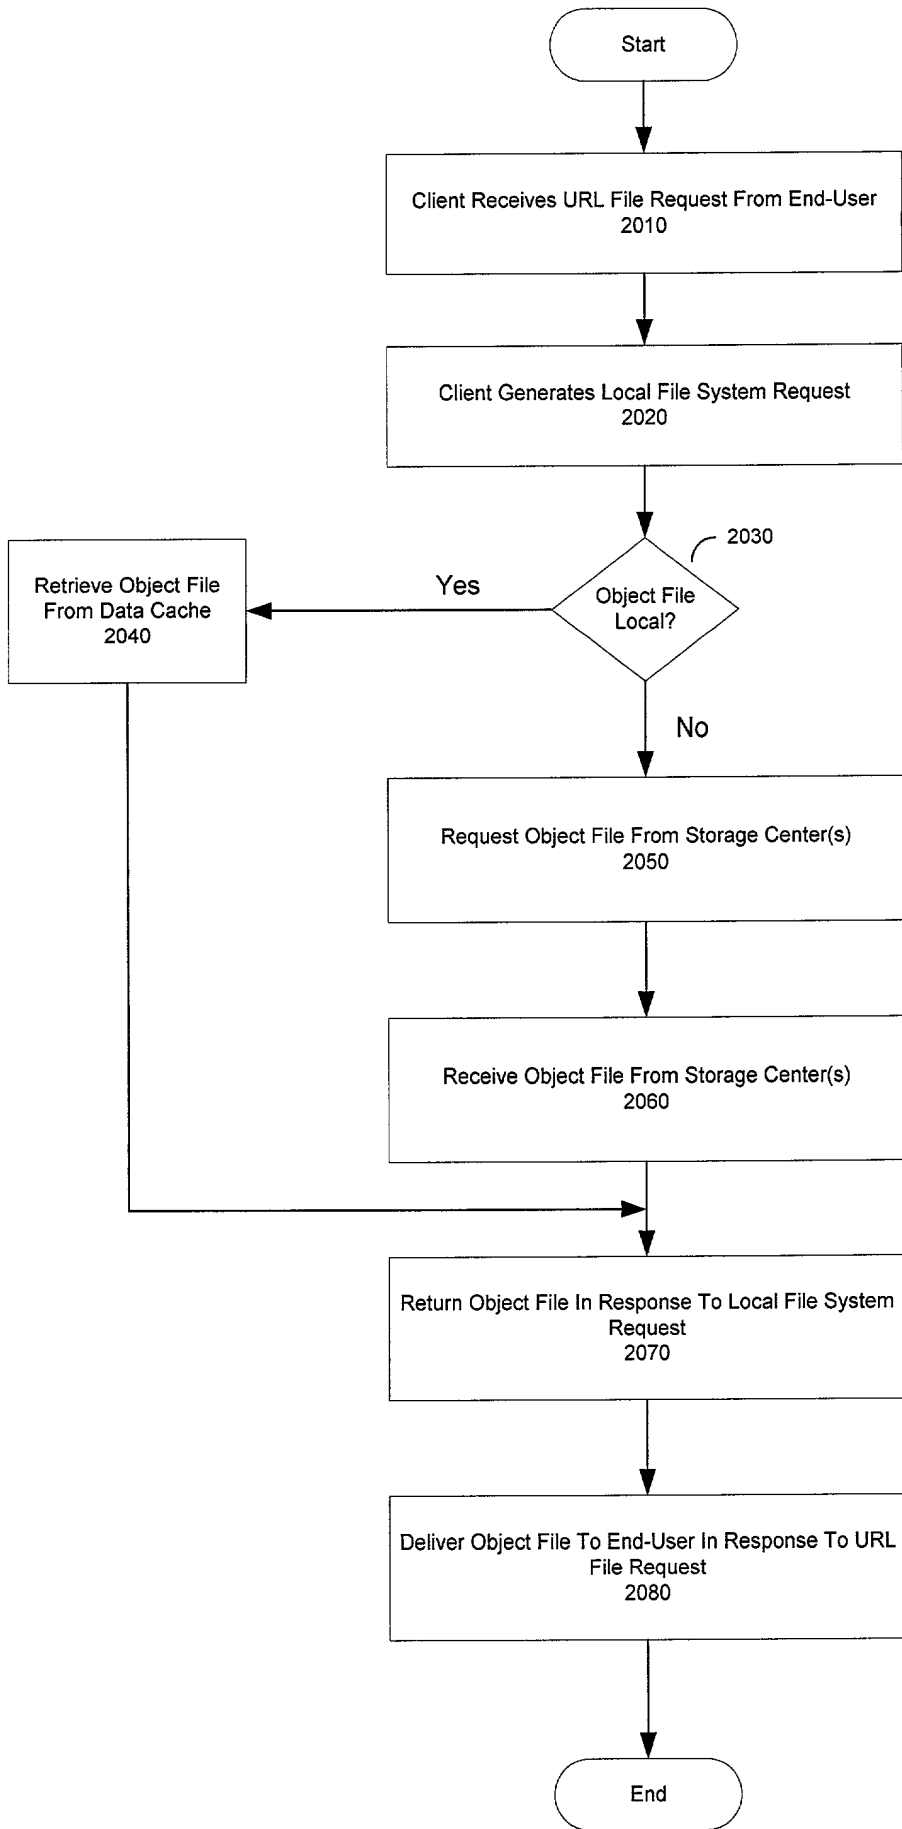 Start
Client Receives URL File Request From End-User
2010
Client Generates Local File System Request
2020
2030
Object File
Local?
Yes
Retrieve Object File
From Data Cache
2040
No
Request Object File From Storage Center(s)
2050
Receive Object File From Storage Center(s)
2060
Return Object File In Response To Local File System
Request
2070
Deliver Object File To End-User In Response To URL
File Request
2080
End